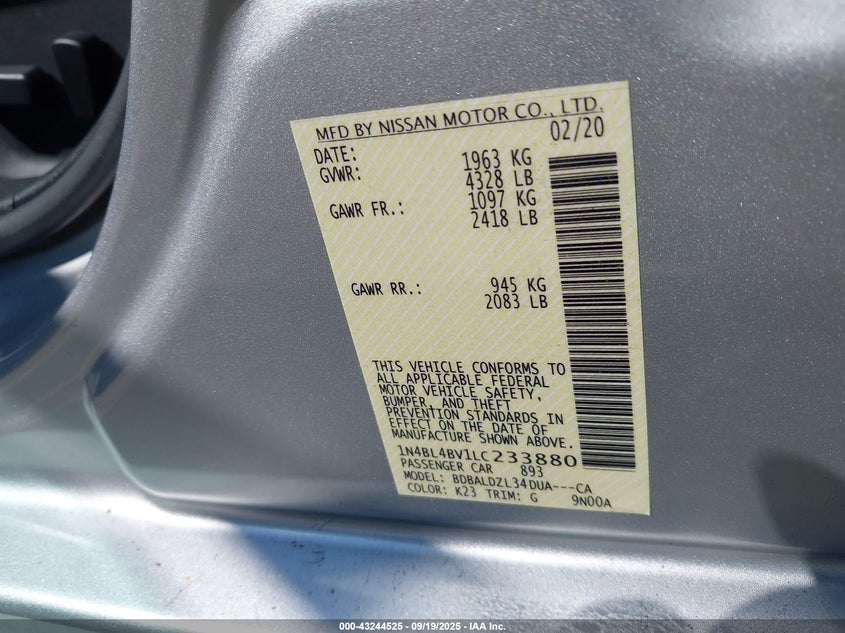 MFD BY NISSAN MOTOR CO., LTD.
DATE: 02/20
GVWR: 1963 KG
4328 LB
GAWR FR.: 1097 KG
2418 LB
GAWR RR.: 945 KG
2083 LB
THIS VEHICLE CONFORMS TO
ALL APPLICABLE FEDERAL
MOTOR VEHICLE SAFETY,
BUMPER, AND THEFT
PREVENTION STANDARDS IN
EFFECT ON THE DATE OF
MANUFACTURE SHOWN ABOVE.
1N4BL4BV1LC233880
PASSENGER CAR 893
MODEL: BDBALDZL34DUA---CA
COLOR: K23 TRIM: G 9N00A
000-43244525 - 09/19/2025 - IAA Inc.